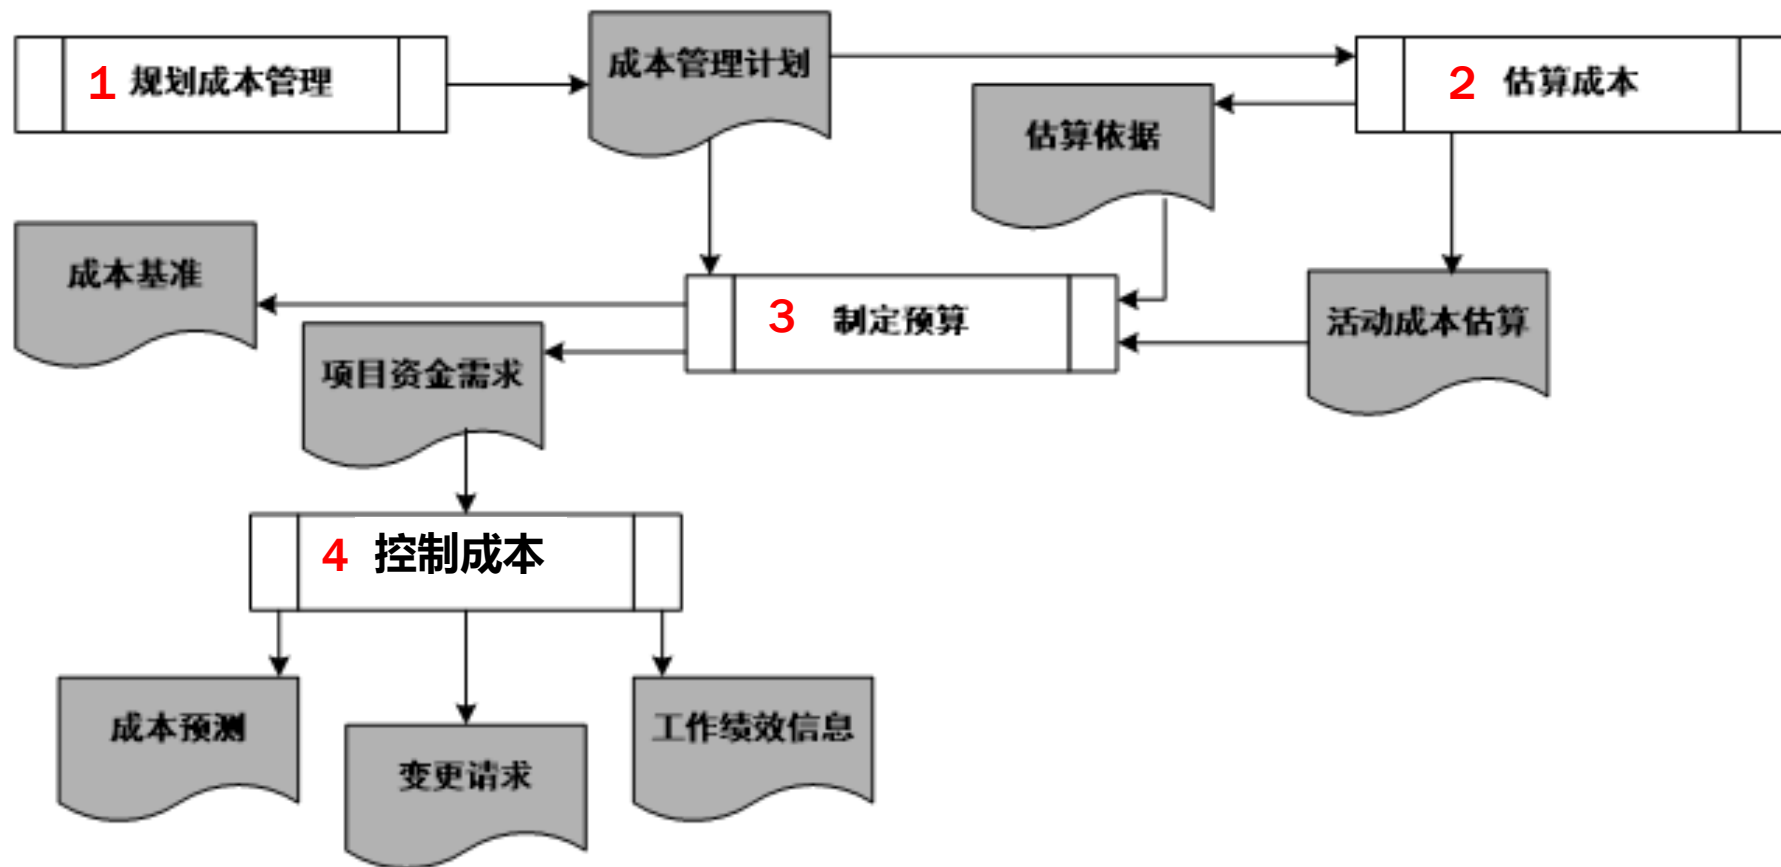 1 规划成本管理
成本管理计划
2 估算成本
估算依据
成本基准
3 制定预算
活动成本估算
项目资金需求
4 控制成本
成本预测
变更请求
工作绩效信息